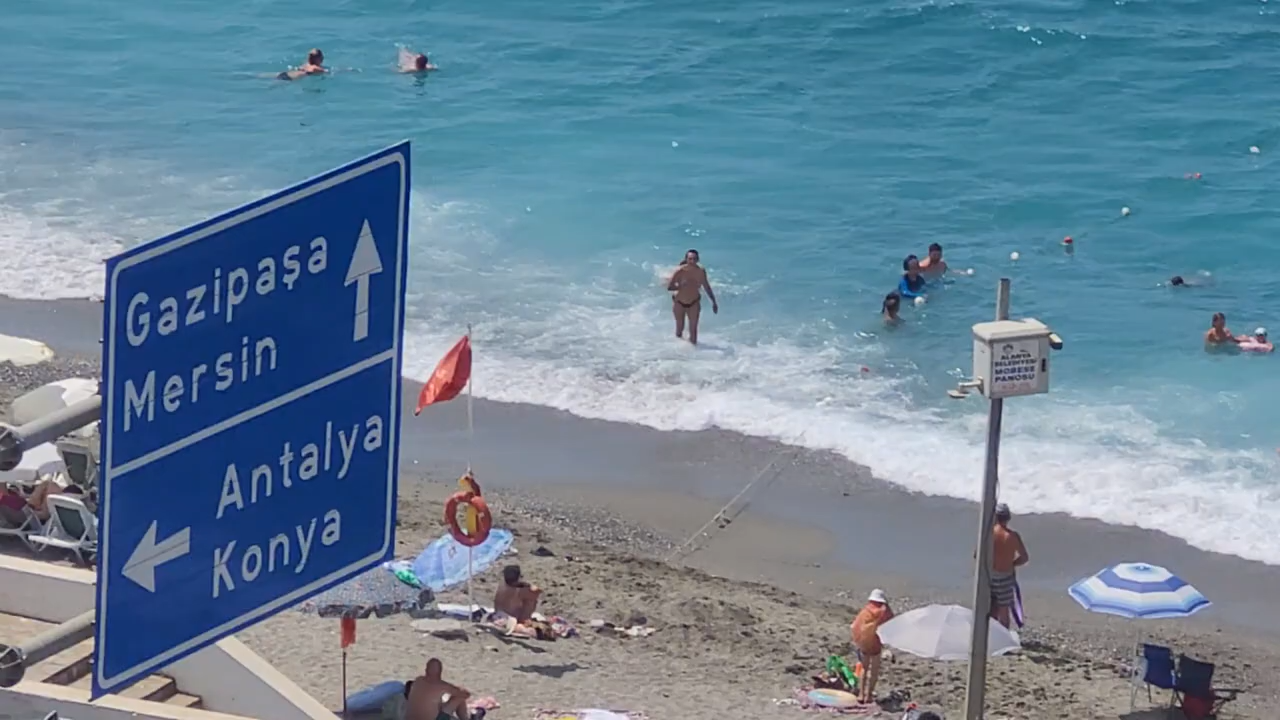 Gazipaşa
Mersin
Antalya
Konya
ALANYA
BELEDİYESİ
MOBESE
PANOSU